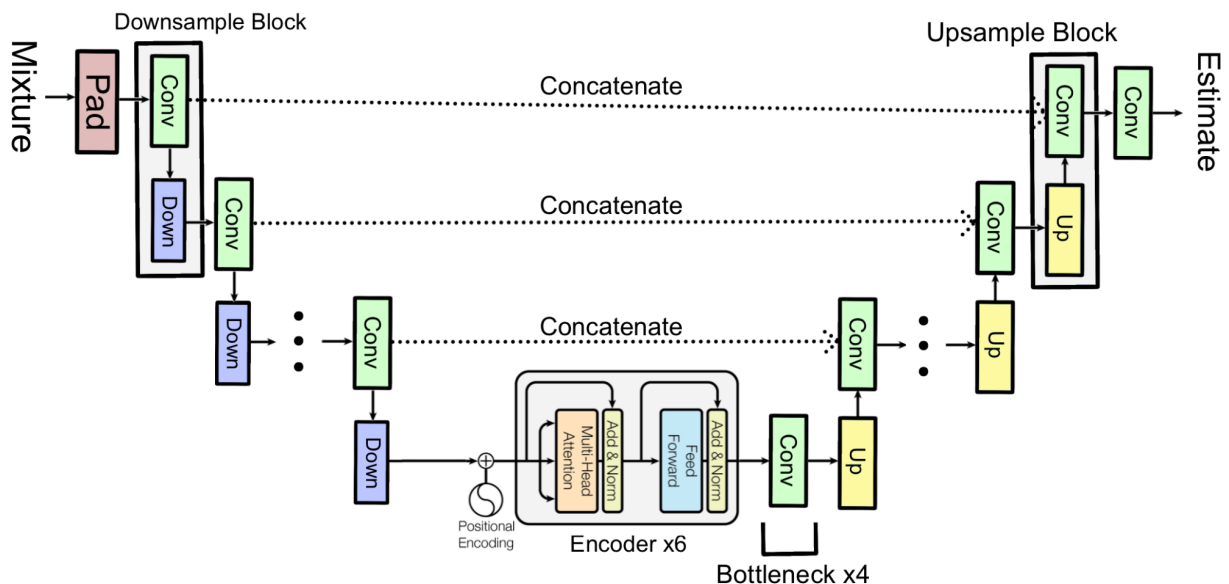 Downsample Block
Upsample Block
Mixture
Pad
Conv
Concatenate
Conv
Conv
Estimate
Down
Conv
Concatenate
Conv
Up
Down
Conv
Concatenate
Conv
Up
Down
Positional
Encoding
Multi-Head
Attention
Add & Norm
Feed
Forward
Add & Norm
Encoder x6
Conv
Up
Bottleneck x4